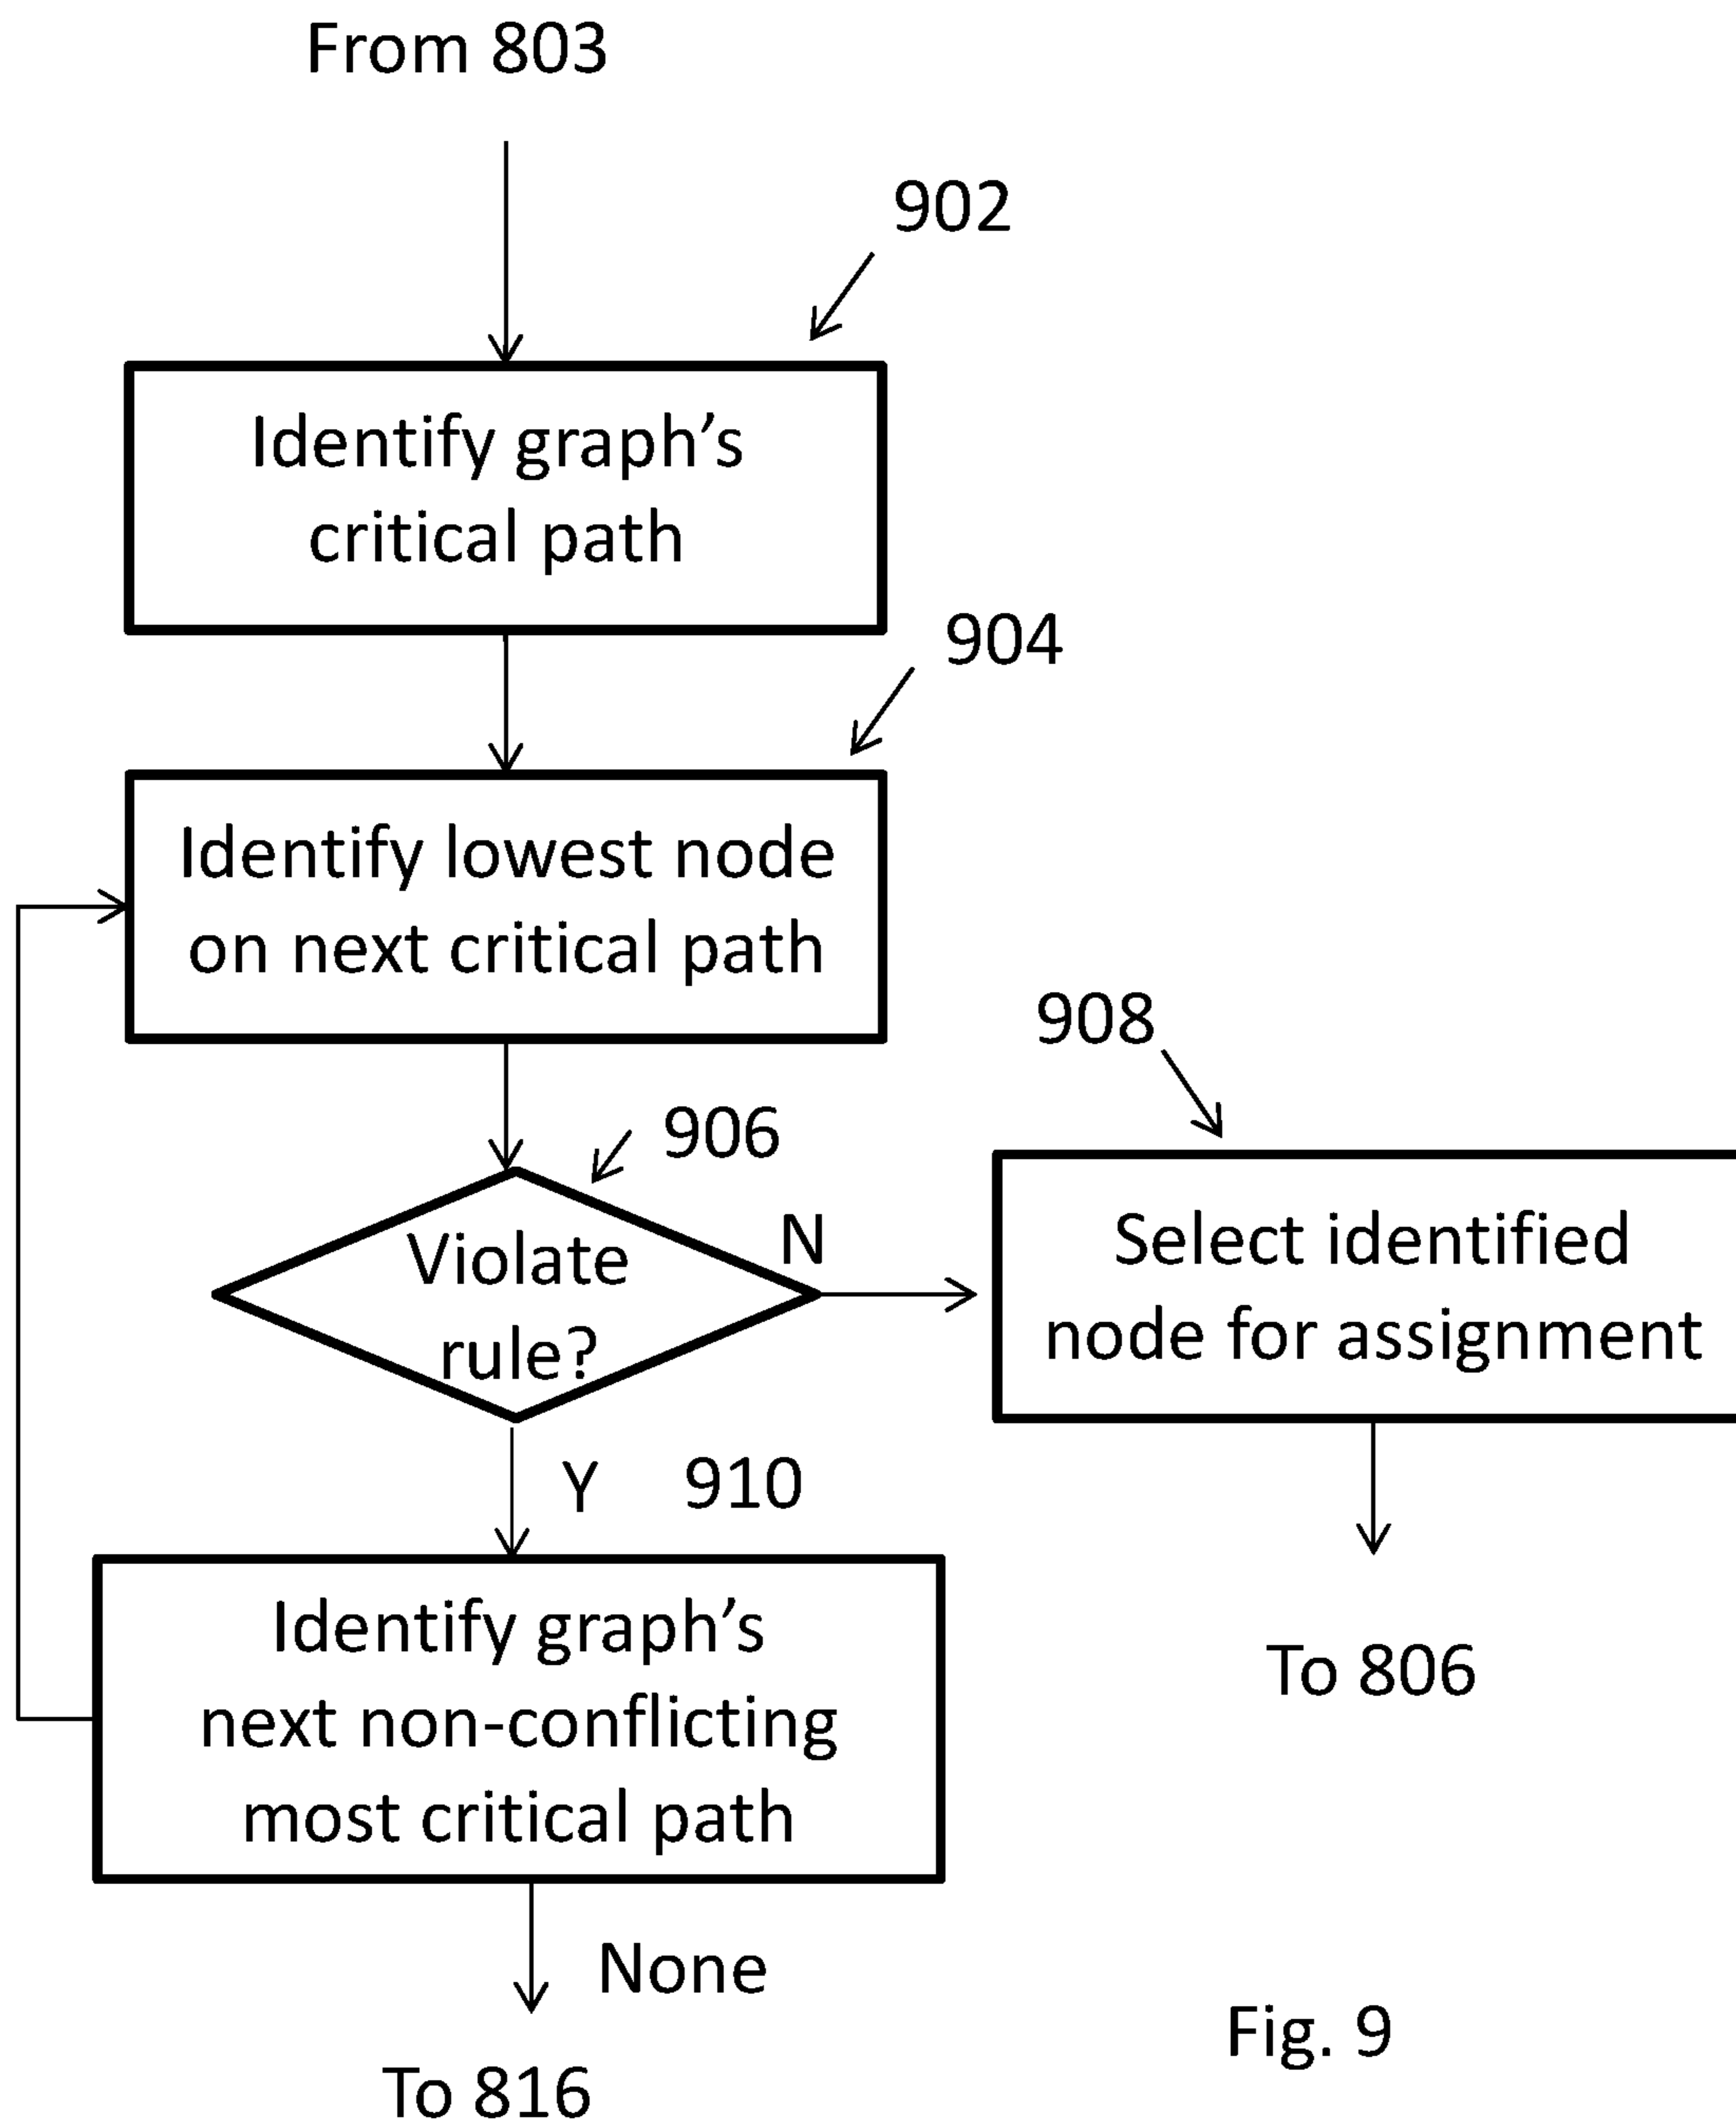 From 803
902
Identify graph’s
critical path
904
Identify lowest node
on next critical path
906
908
Violate
rule?
N
Select identified
node for assignment
Y
910
Identify graph’s
next non-conflicting
most critical path
To 806
None
To 816
Fig. 9